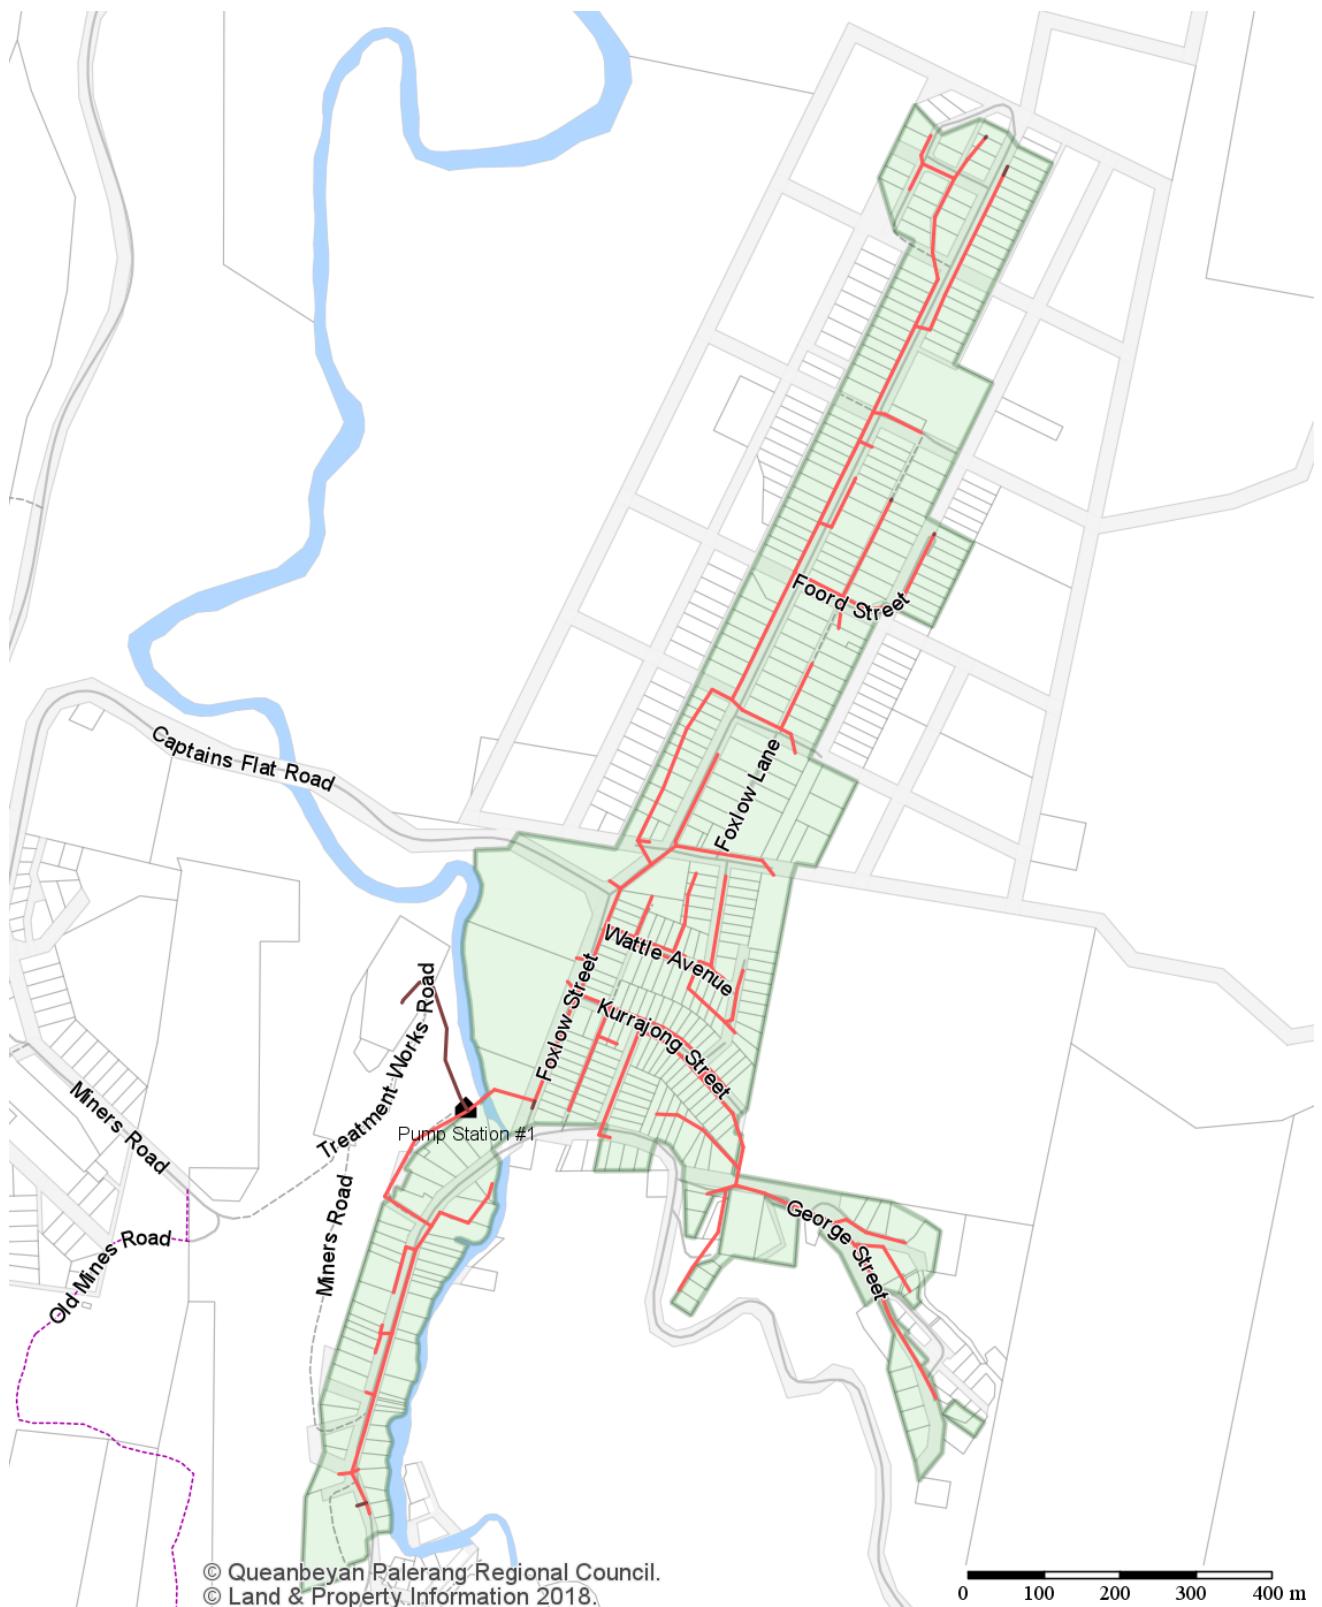 Foord Street
Captains Flat Road
Foxlow Lane
Wattle Avenue
Foxlow Street
Kurrajong Street
Treatment Works Road
Miners Road
Pump Station #1
Miners Road
George Street
Old Mines Road
© Queanbeyan Palerang Regional Council.
© Land & Property Information 2018.
0 100 200 300 400 m